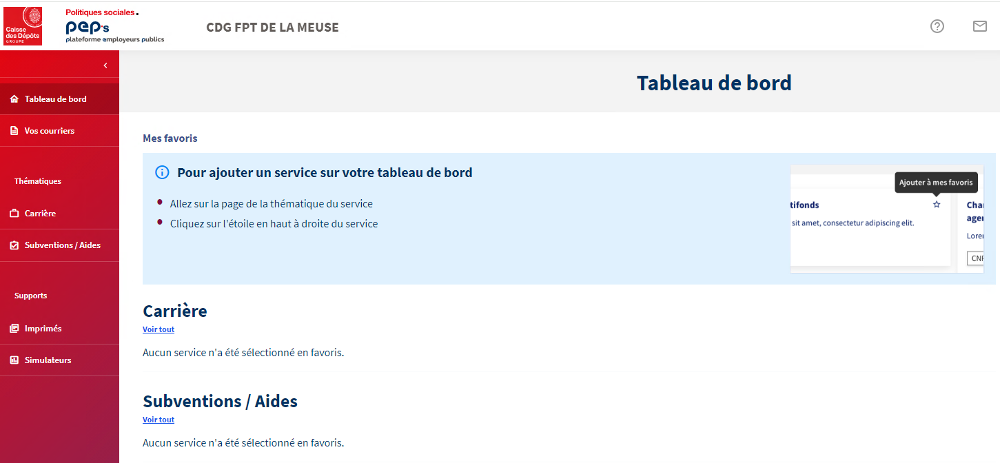 Caisse
des Dépôts
GROUPE
Politiques sociales.
pep's
plateforme employeurs publics
CDG FPT DE LA MEUSE
Tableau de bord
Vos courriers
Thématiques
Carrière
Subventions / Aides
Supports
Imprimés
Simulateurs
Tableau de bord
Mes favoris
Pour ajouter un service sur votre tableau de bord
Allez sur la page de la thématique du service
Cliquez sur l'étoile en haut à droite du service
Ajouter à mes favoris
tifonds
sit amet, consectetur adipiscing elit.
Cha
age
Lore
CNR
Carrière
Voir tout
Aucun service n'a été sélectionné en favoris.
Subventions / Aides
Voir tout
Aucun service n'a été sélectionné en favoris.